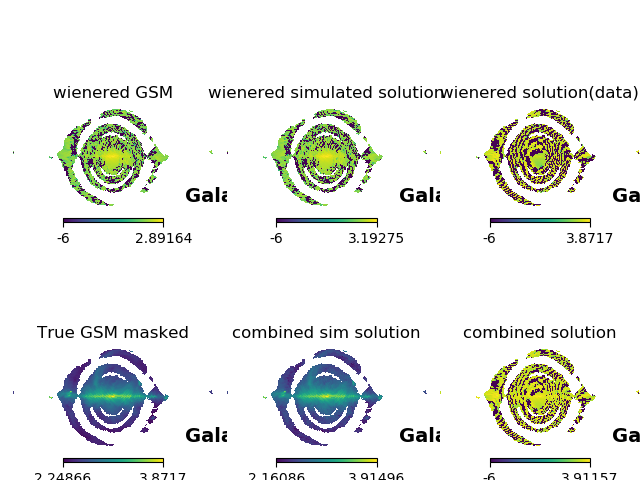 wienered GSM wienered simulated solution wienered solution(data)
Gala Gala Ga
-6 2.89164 -6 3.19275 -6 3.8717
True GSM masked combined sim solution combined solution
Gala Gala Ga
2.24866 3.8717 2.16086 3.91496 -6 3.91157